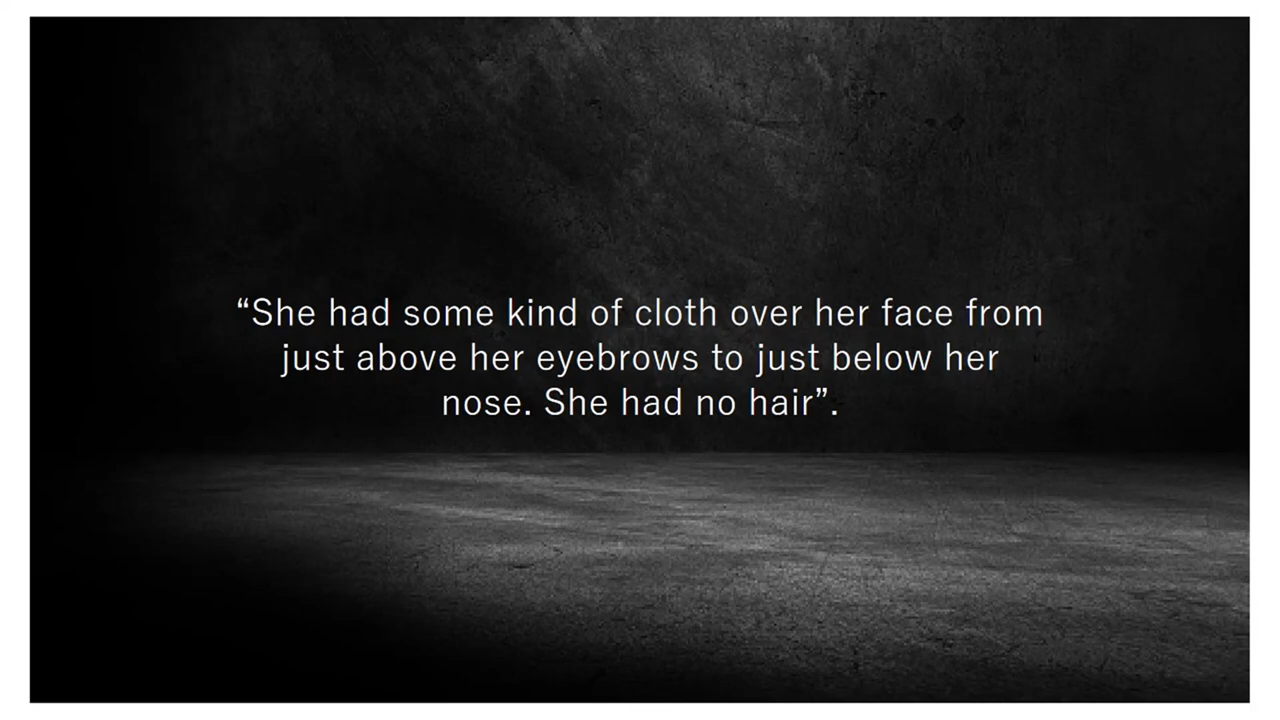 “She had some kind of cloth over her face from
just above her eyebrows to just below her
nose. She had no hair”.